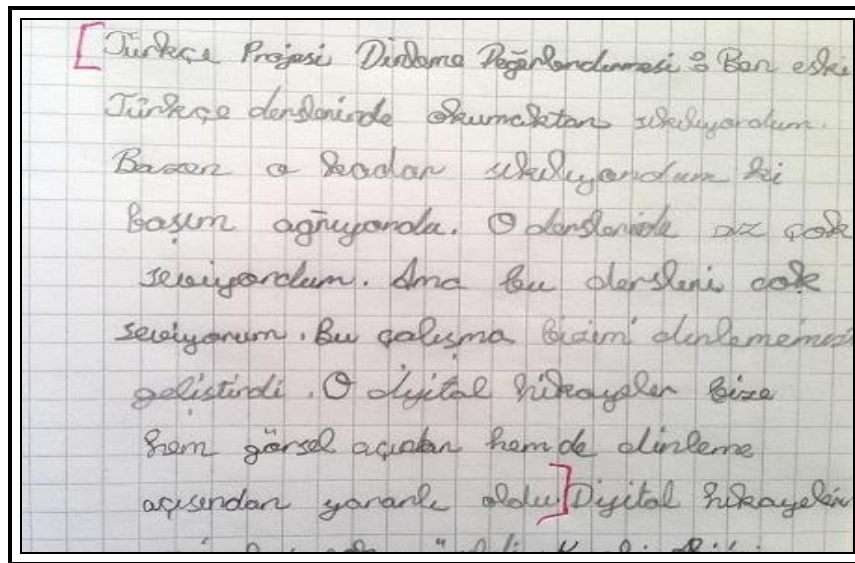 [Türkçe Projesi Dinleme Değerlendirmesi : Ben eski
Türkçe derslerinde okumaktan sıkılıyordum.
Bazen o kadar sıkılıyordum ki
başım ağrıyordu. O dersleride az çok
seviyordum. Ama bu dersleri çok
seviyorum. Bu çalışma bizim dinlememizi
geliştirdi. O dijital hikayeler bize
hem görsel açıdan hem de dinleme
açısından yararlı oldu.] Dijital hikayeler